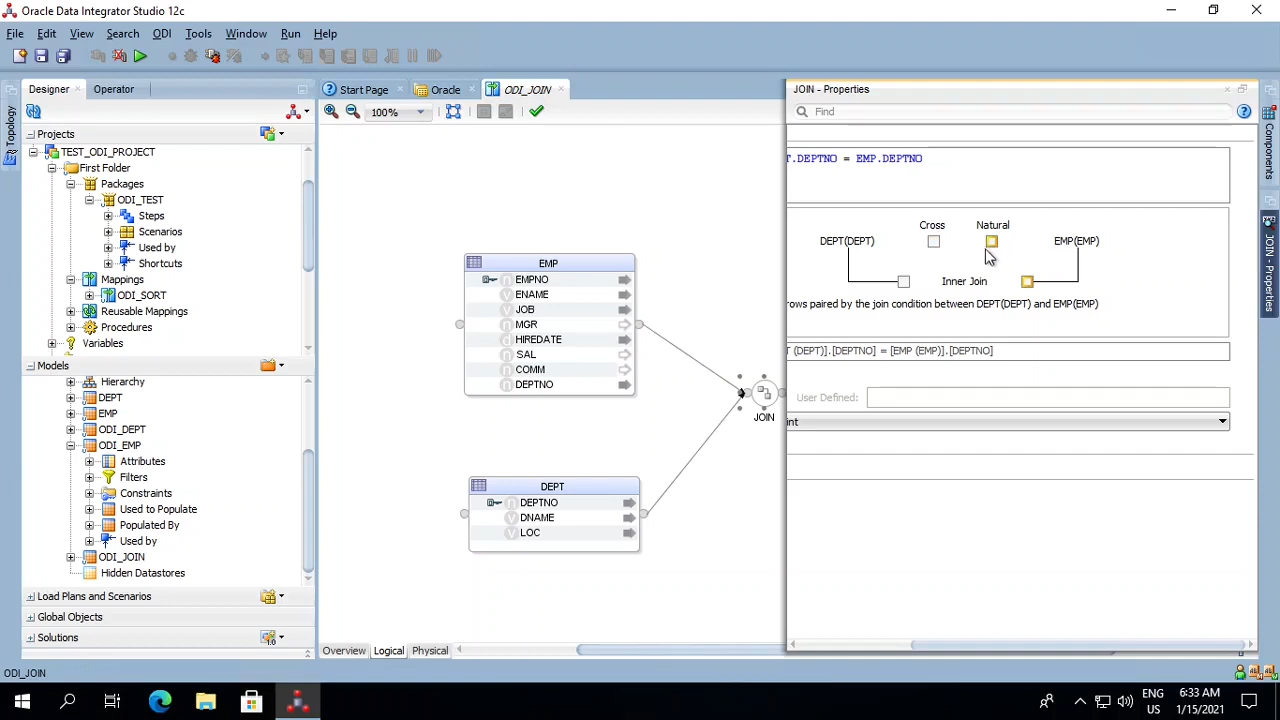 Oracle Data Integrator Studio 12c
File Edit View Search ODI Tools Window Run Help
Designer
Operator
Topology
Projects
TEST_ODI_PROJECT
First Folder
Packages
ODI_TEST
Steps
Scenarios
Used by
Shortcuts
Mappings
ODI_SORT
Reusable Mappings
Procedures
Variables
Models
Hierarchy
DEPT
EMP
ODI_DEPT
ODI_EMP
Attributes
Filters
Constraints
Used to Populate
Populated By
Used by
ODI_JOIN
Hidden Datastores
Load Plans and Scenarios
Global Objects
Solutions
Start Page
Oracle
ODI_JOIN
100%
EMP
EMPNO
ENAME
JOB
MGR
HIREDATE
SAL
COMM
DEPTNO
JOIN
DEPT
DEPTNO
DNAME
LOC
Overview Logical Physical
JOIN - Properties
Find
T.DEPTNO = EMP.DEPTNO
Cross Natural
DEPT(DEPT) EMP(EMP)
Inner Join
rows paired by the join condition between DEPT(DEPT) and EMP(EMP)
T (DEPT)].[DEPTNO] = [EMP (EMP)].[DEPTNO]
User Defined:
int
Components
JOIN - Properties
ODI_JOIN
ENG
US
6:33 AM
1/15/2021